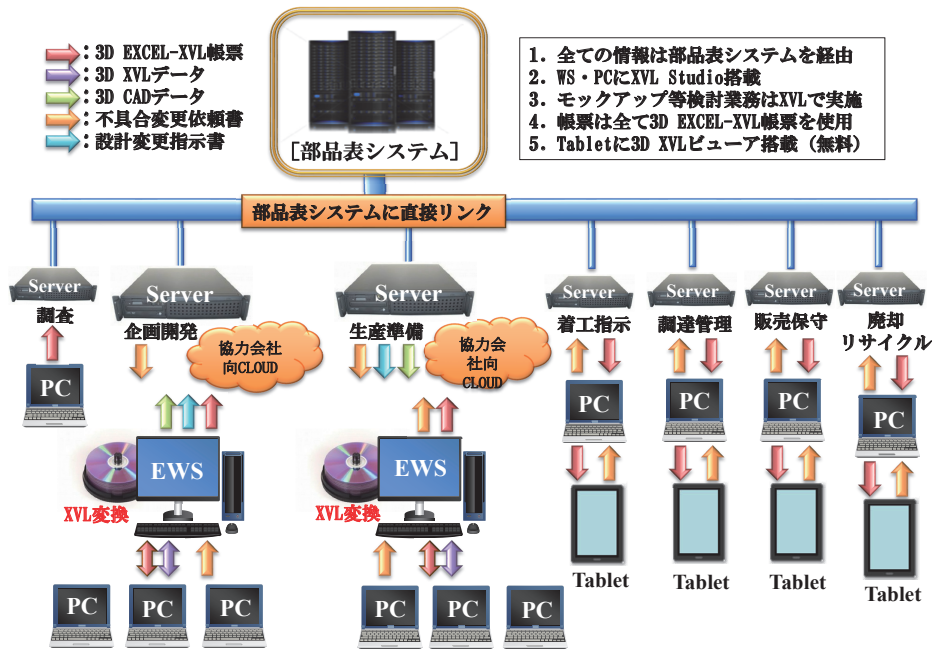 ：3D EXCEL-XVL帳票
：3D XVLデータ
：3D CADデータ
：不具合変更依頼書
：設計変更指示書
［部品表システム］
1．全ての情報は部品表システムを経由
2．WS・PCにXVL Studio搭載
3．モックアップ等検討業務はXVLで実施
4．帳票は全て3D EXCEL-XVL帳票を使用
5．Tabletに3D XVLビューア搭載（無料）
部品表システムに直接リンク
Server
調査
PC
Server
企画開発
協力会社
向CLOUD
EWS
XVL変換
PC
PC
PC
Server
生産準備
協力会
社向
CLOUD
EWS
XVL変換
PC
PC
PC
Server
着工指示
PC
Tablet
Server
調達管理
PC
Tablet
Server
販売保守
PC
Tablet
Server
廃却
リサイクル
PC
Tablet